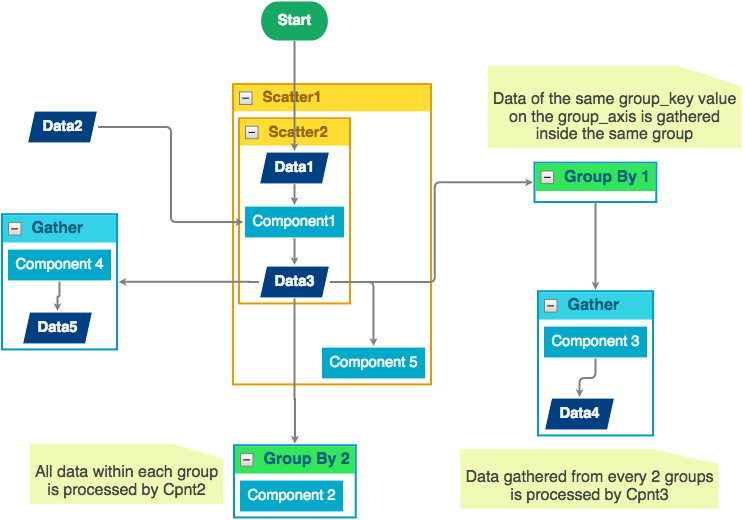 Start
Scatter1
Data of the same group_key value
on the group_axis is gathered
inside the same group
Data2
Scatter2
Data1
Group By 1
Gather
Component1
Component 4
Data3
Gather
Data5
Component 3
Component 5
Data4
All data within each group
is processed by Cpnt2
Group By 2
Component 2
Data gathered from every 2 groups
is processed by Cpnt3